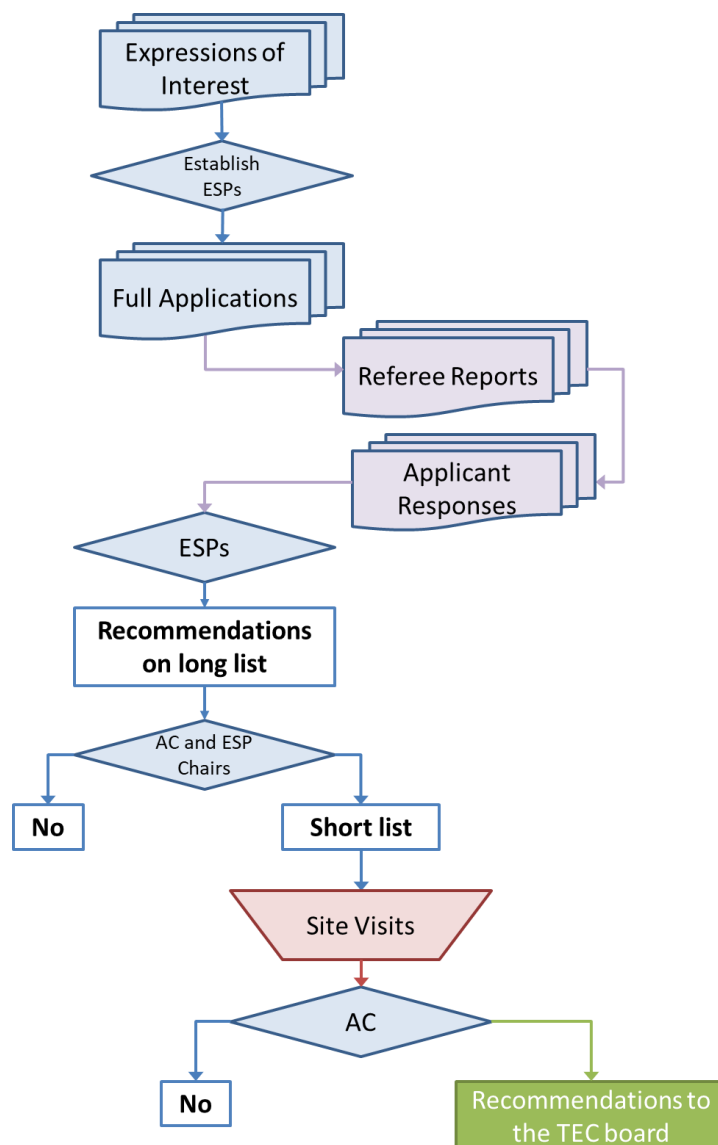 Expressions of
Interest
Establish
ESPs
Full Applications
Referee Reports
Applicant
Responses
ESPs
Recommendations
on long list
AC and ESP
Chairs
No
Short list
Site Visits
AC
No
Recommendations to
the TEC board